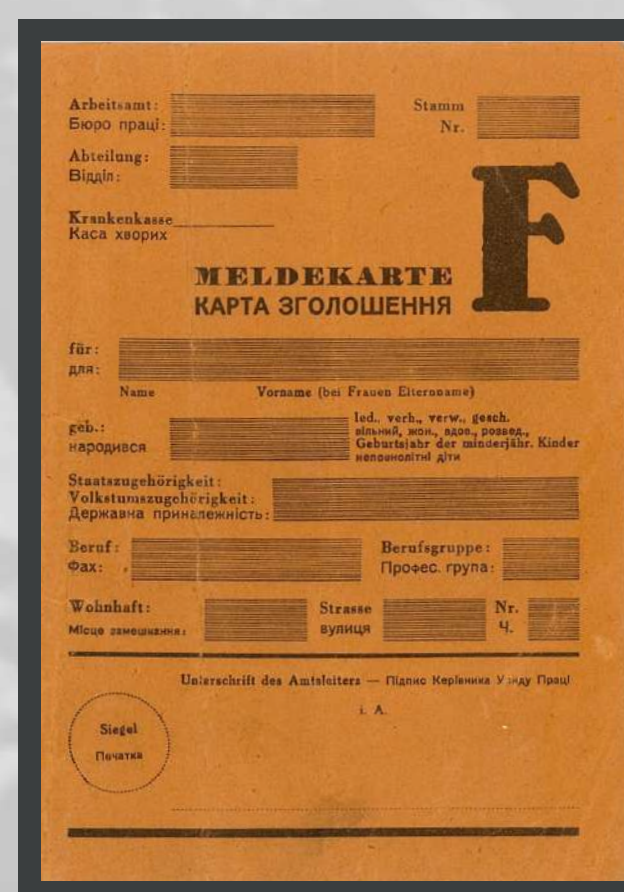 Arbeitsamt:
Бюро праці:
Stamm
Nr.
Abteilung:
Відділ:
Krankenkasse
Каса хворих
F
MELDEKARTE
КАРТА ЗГОЛОШЕННЯ
für:
для:
Name Vorname (bei Frauen Elternname)
geb.:
народився
led., verh., verw., gesch.
вільний, жон., вдов., розвед.,
Geburtsjahr der minderjähr. Kinder
неповнолітні діти
Staatszugehörigkeit:
Volkstumszugehörigkeit:
Державна приналежність:
Beruf:
Фах:
Berufsgruppe:
Профес. група:
Wohnhaft:
Місце замешкання:
Strasse
вулиця
Nr.
Ч.
Unterschrift des Amtsleiters — Підпис Керівника Уряду Праці
i. A.
Siegel
Печатка